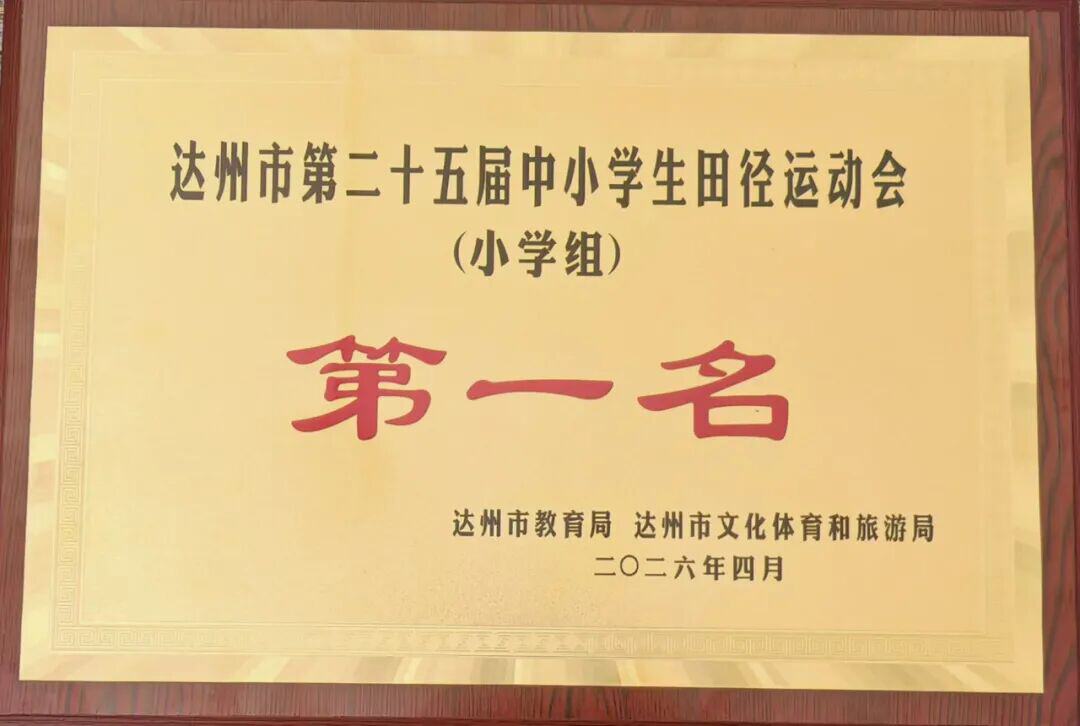 达州市第二十五届中小学生田径运动会
(小学组)
第一名
达州市教育局 达州市文化体育和旅游局
二〇二六年四月